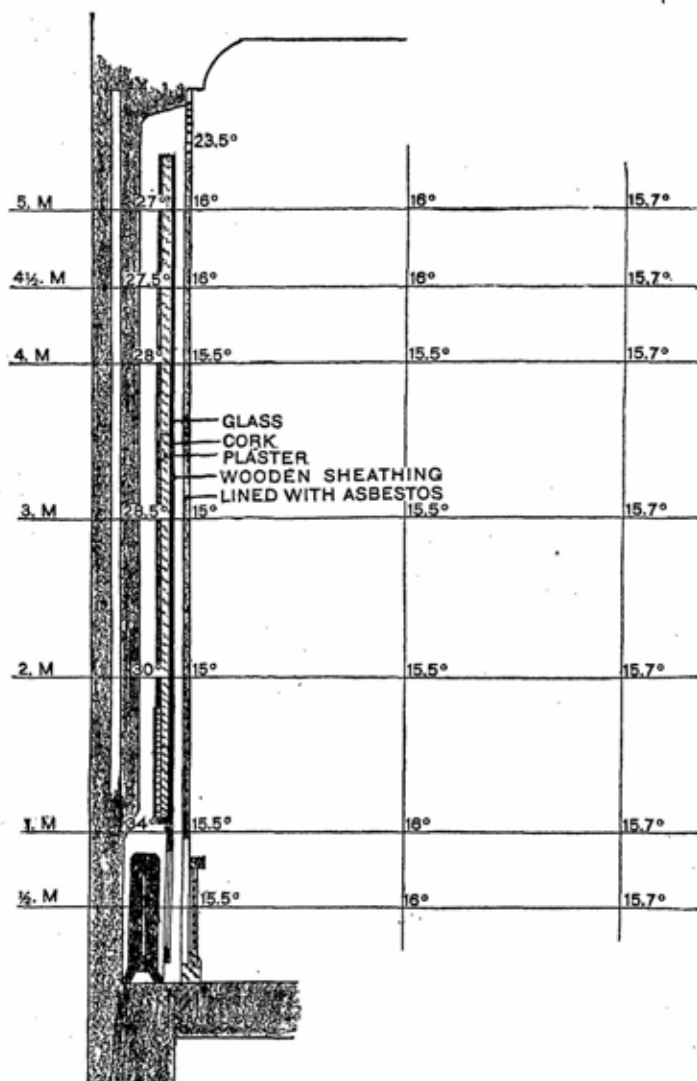 23.5°
5. M 27° 16° 16° 15.7°
4½. M 27.5° 16° 16° 15.7°
4. M 28° 15.5° 15.5° 15.7°
GLASS
CORK
PLASTER
WOODEN SHEATHING
LINED WITH ASBESTOS
3. M 28.5° 15° 15.5° 15.7°
2. M 30° 15° 15.5° 15.7°
1. M 34° 15.5° 16° 15.7°
½. M 15.5° 16° 15.7°